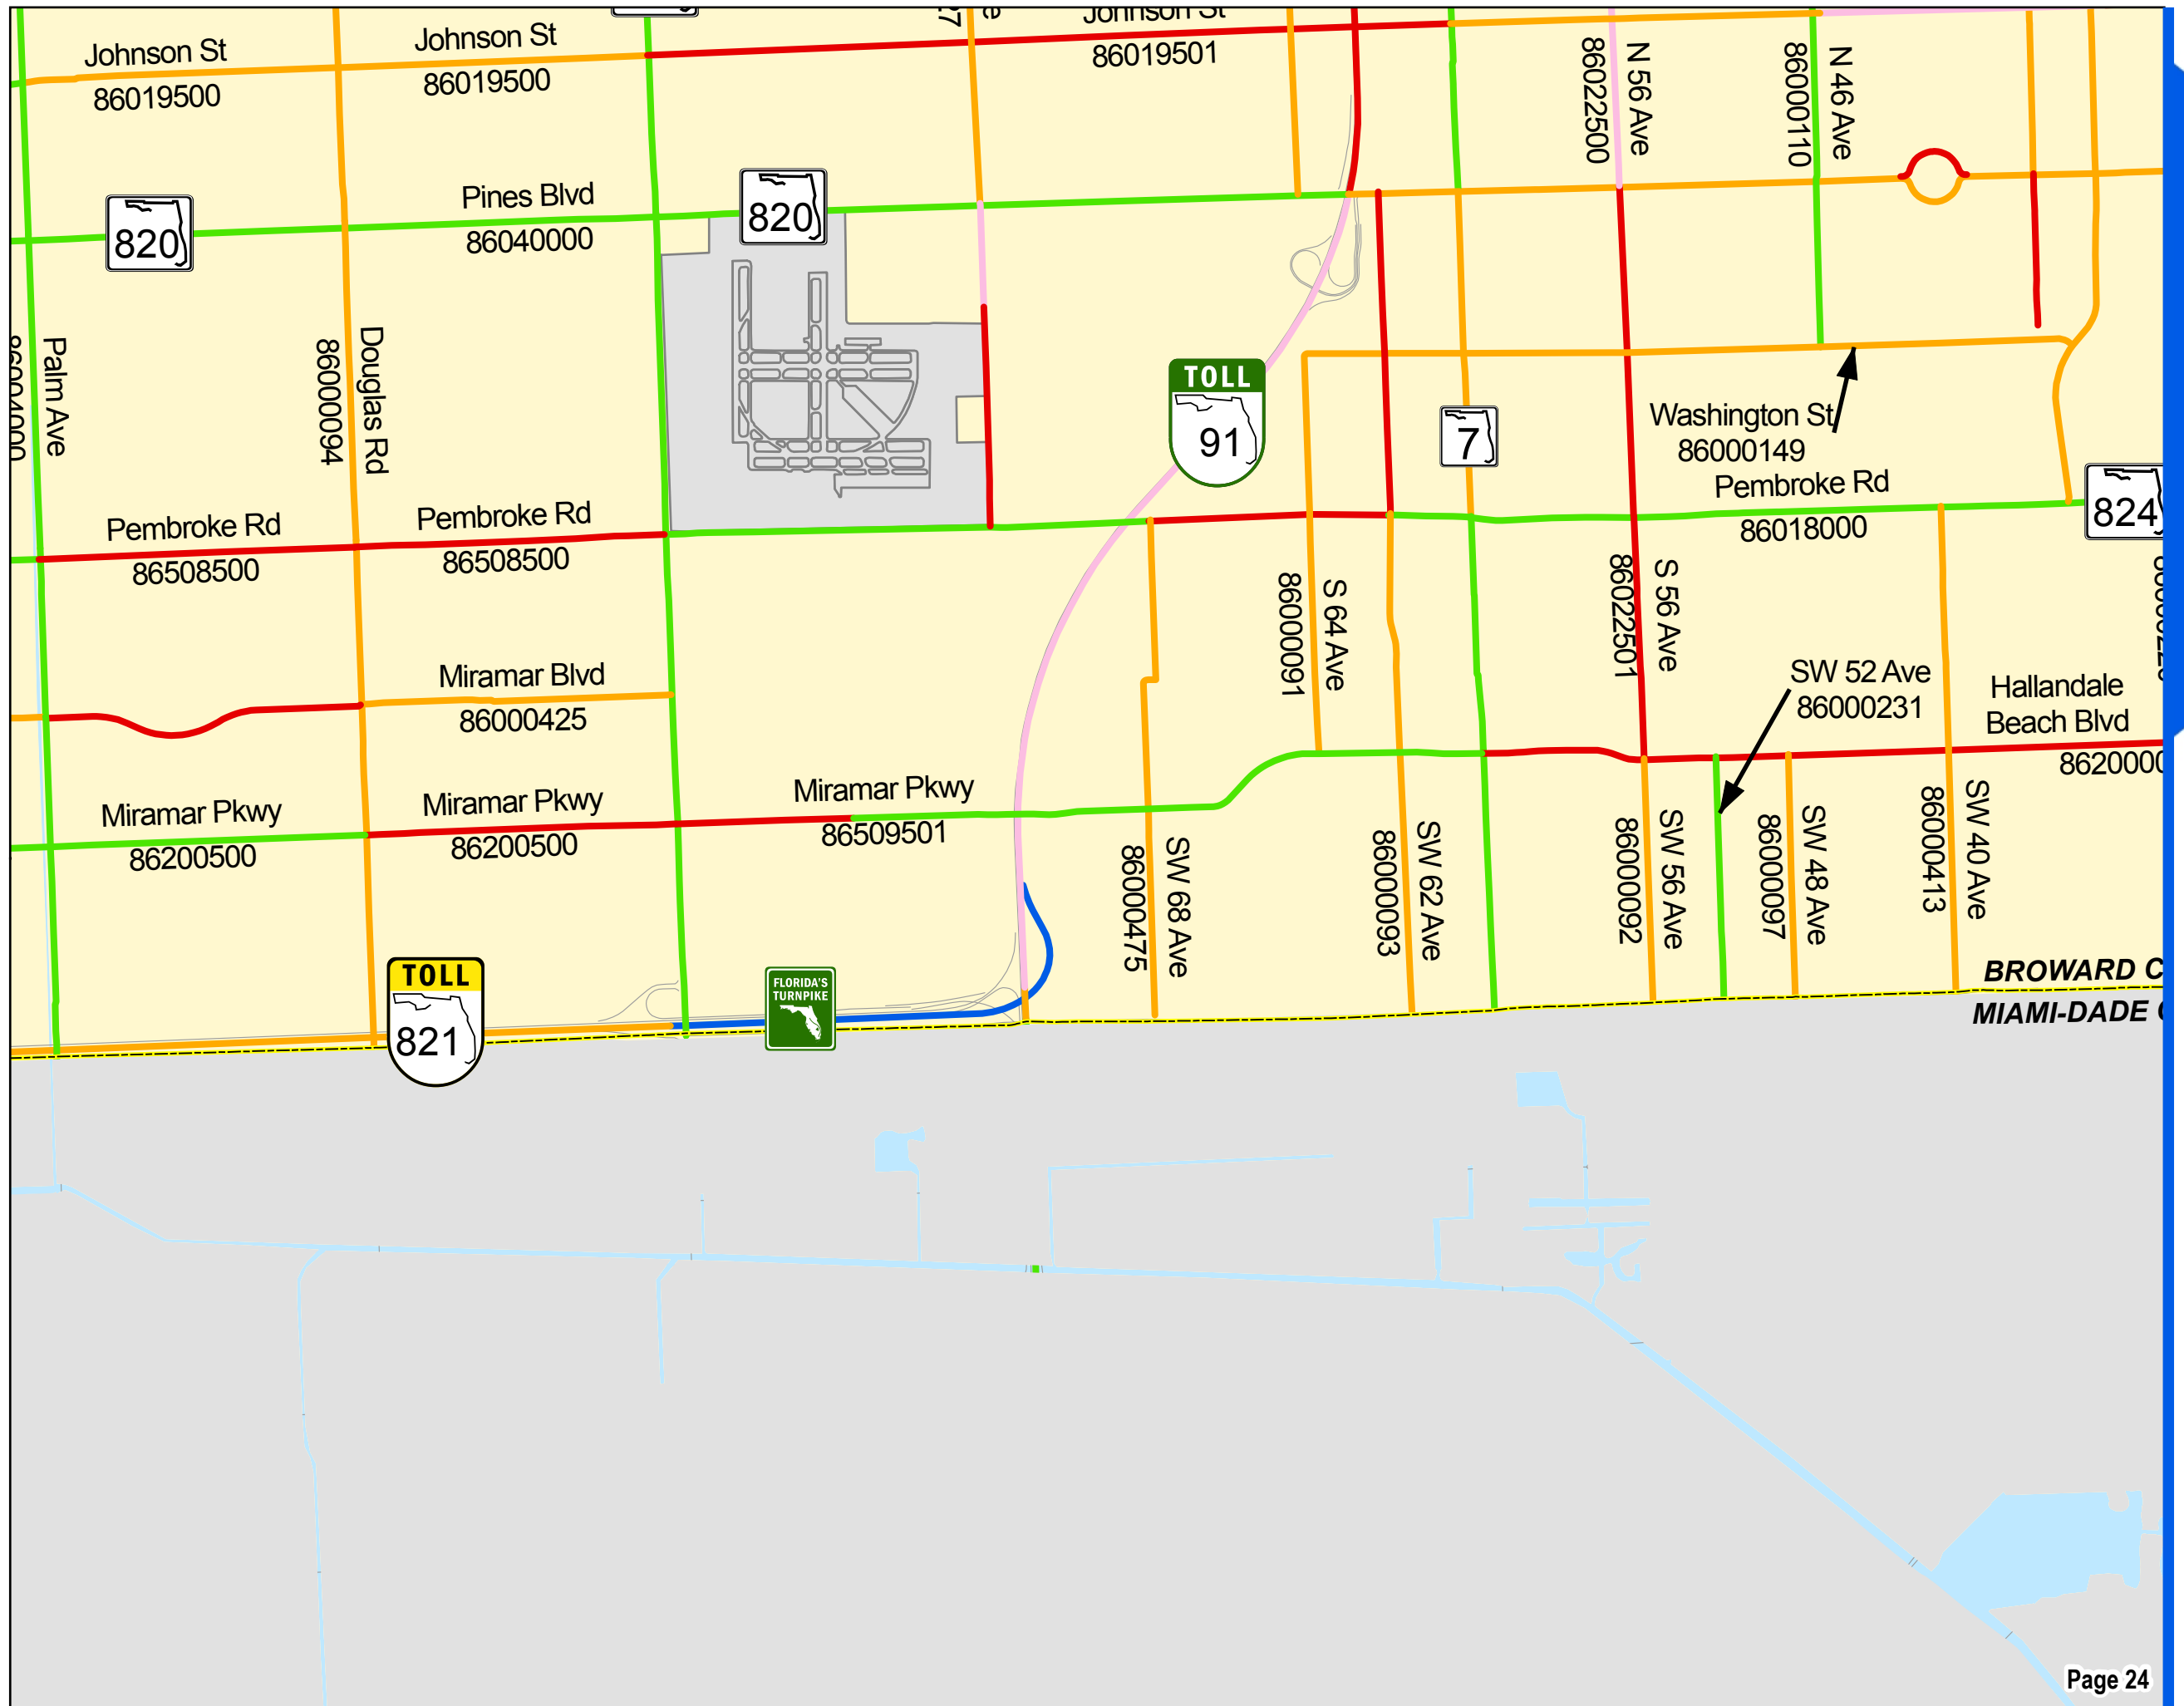 Johnson St
86019500
Johnson St
86019500
Johnson St
86019501
N 56 Ave
86022500
N 46 Ave
86000110
820
Pines Blvd
86040000
820
Palm Ave
Douglas Rd
86000094
TOLL
91
7
Washington St
86000149
Pembroke Rd
86018000
824
Pembroke Rd
86508500
Pembroke Rd
86508500
S 64 Ave
86000091
S 56 Ave
86022501
SW 52 Ave
86000231
Hallandale
Beach Blvd
8620000
Miramar Blvd
86000425
Miramar Pkwy
86200500
Miramar Pkwy
86200500
Miramar Pkwy
86509501
SW 68 Ave
86000475
SW 62 Ave
86000093
SW 56 Ave
86000092
SW 48 Ave
86000097
SW 40 Ave
86000413
TOLL
821
FLORIDA'S
TURNPIKE
BROWARD C
MIAMI-DADE
Page 24